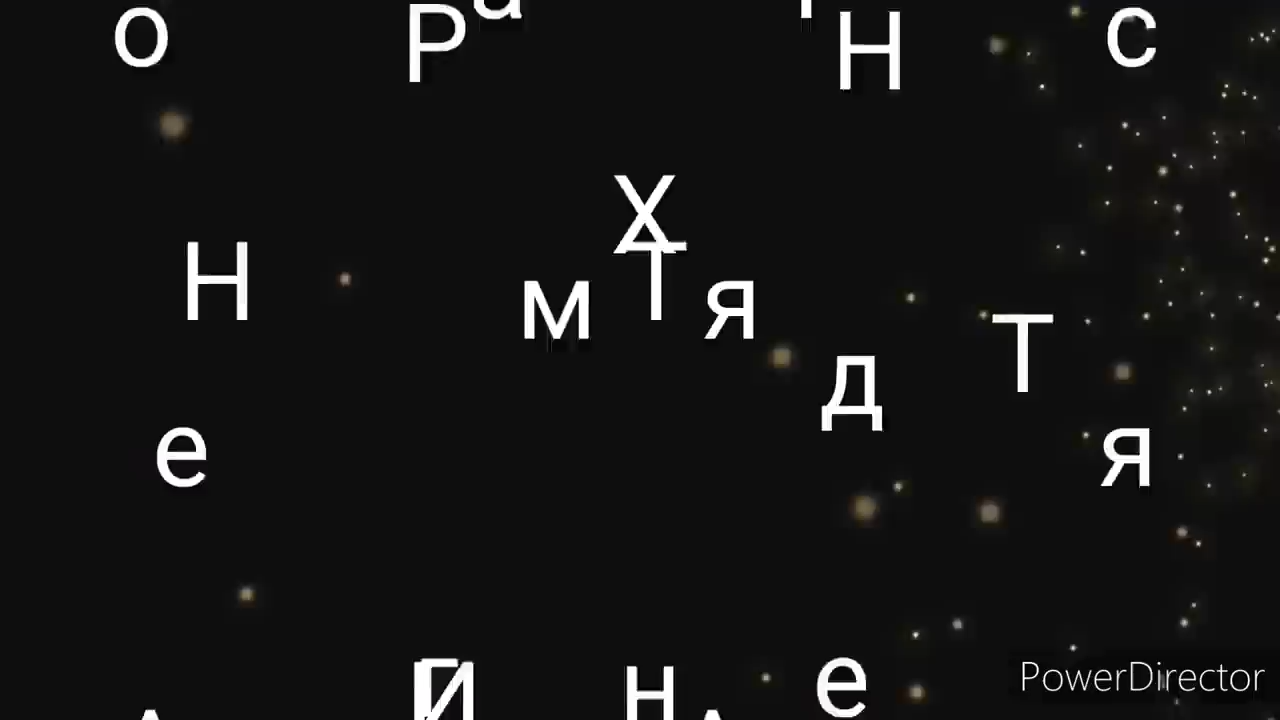 о Р а Н с
Х
Н м Т я
д Т
е я
И н е
PowerDirector